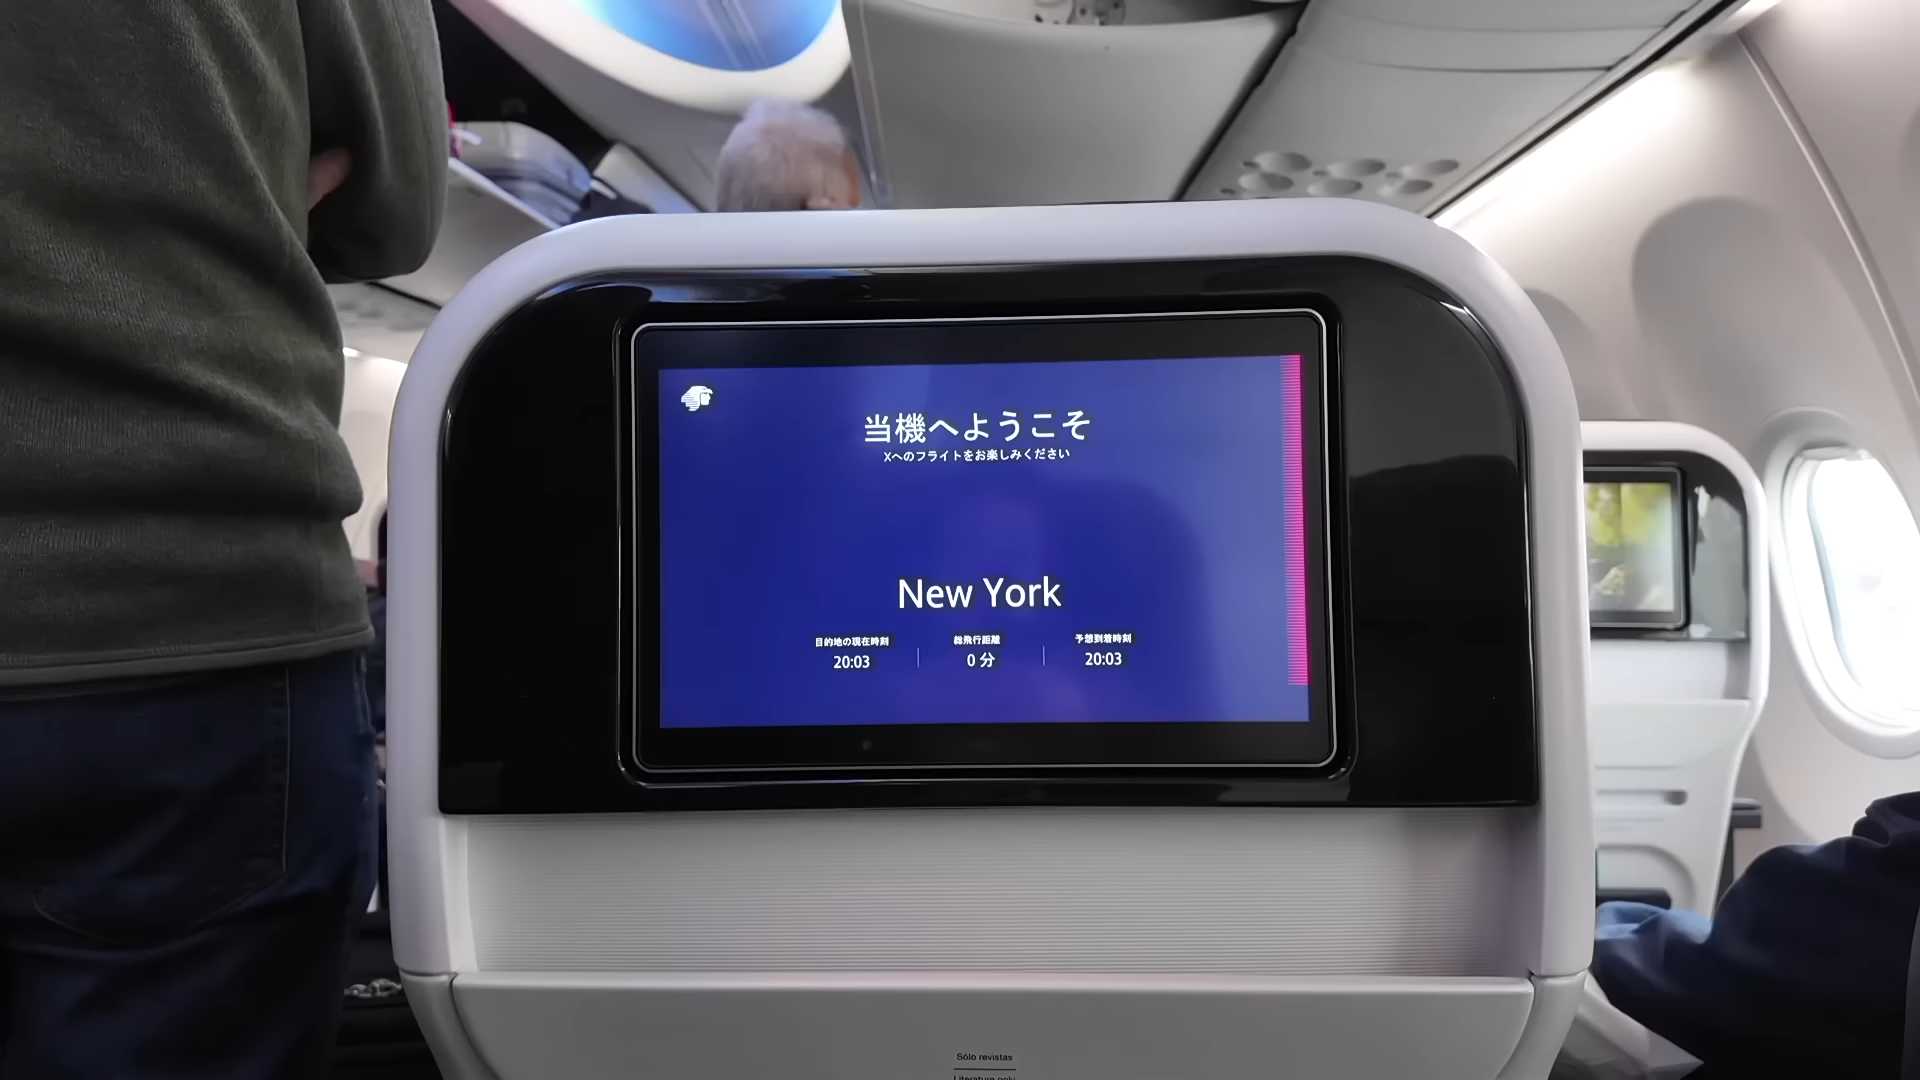 当機へようこそ
Xへのフライトをお楽しみください
New York
目的地の現在時刻
総飛行距離
予想到着時刻
20:03
0 分
20:03
Sólo revistas
Literature only